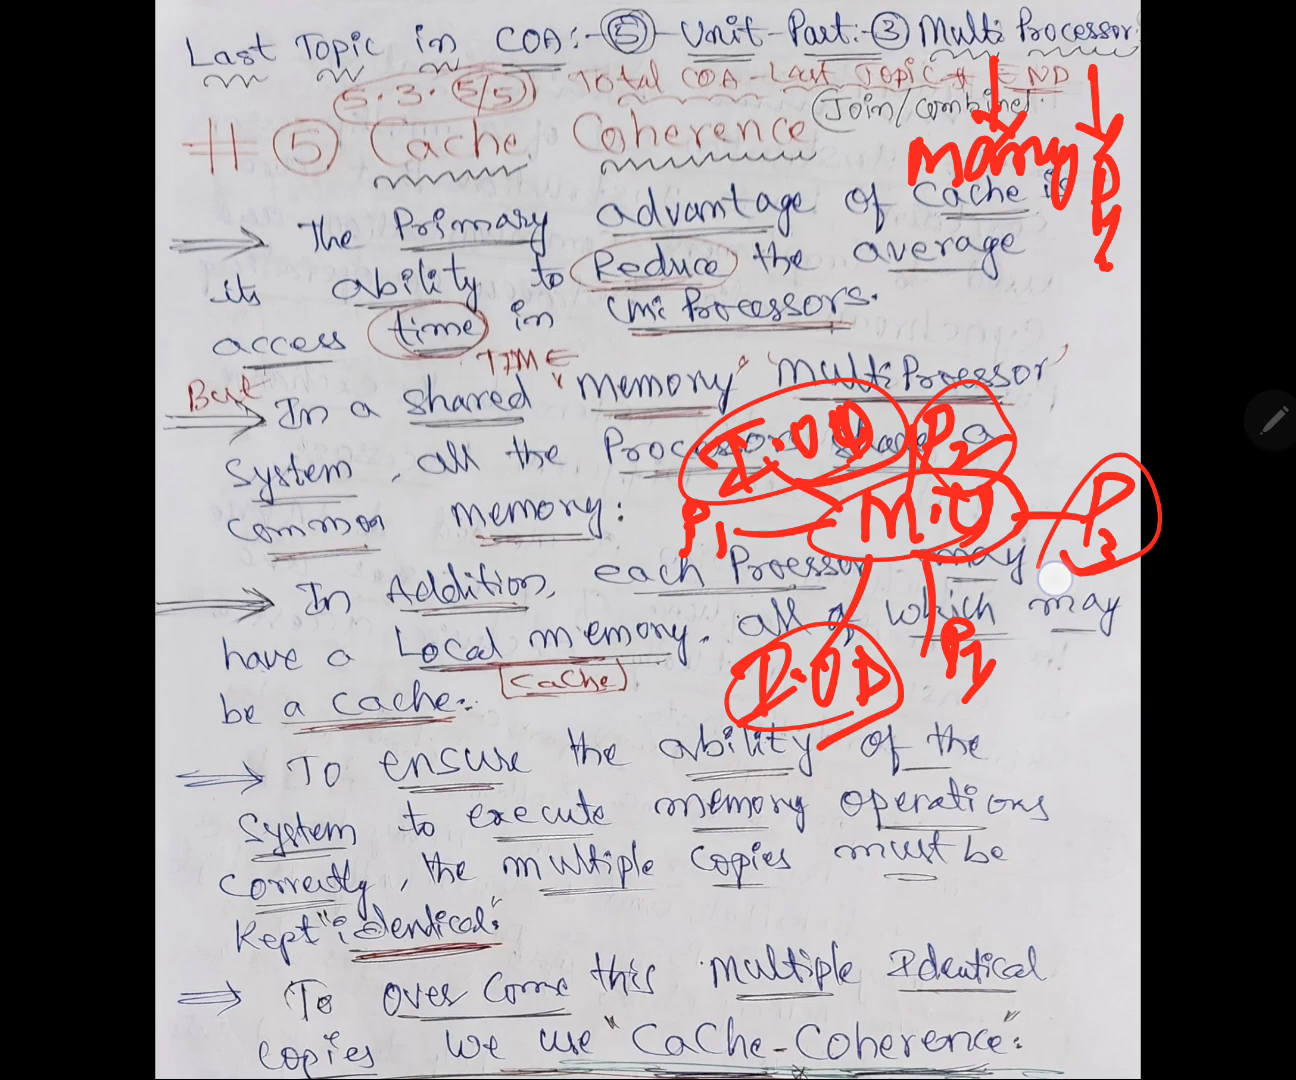 Last Topic in COA:- ⑤ - Unit - Part:- ③ Multi Processor
5.3.(5/5) Total COA - Last Topic * END
(Join/combine).
# ⑤ Cache Coherence
many P
⇒ The Primary advantage of cache is
its ability to Reduce the average
access time in uni Processors.
TIME
But
⇒ In a shared "memory" 'multiProcessor'
System, all the Processors share a
common memory:
I.O P2
P1 M.U P3
⇒ In Addition, each Processor may
have a Local memory. all of which may
be a cache:.
cache
I.O P
⇒ To ensure the ability of the
System to execute memory operations
correctly, the multiple copies must be
Kept "identical".
⇒ To over come this multiple Identical
copies we use "CaChe-Coherence":